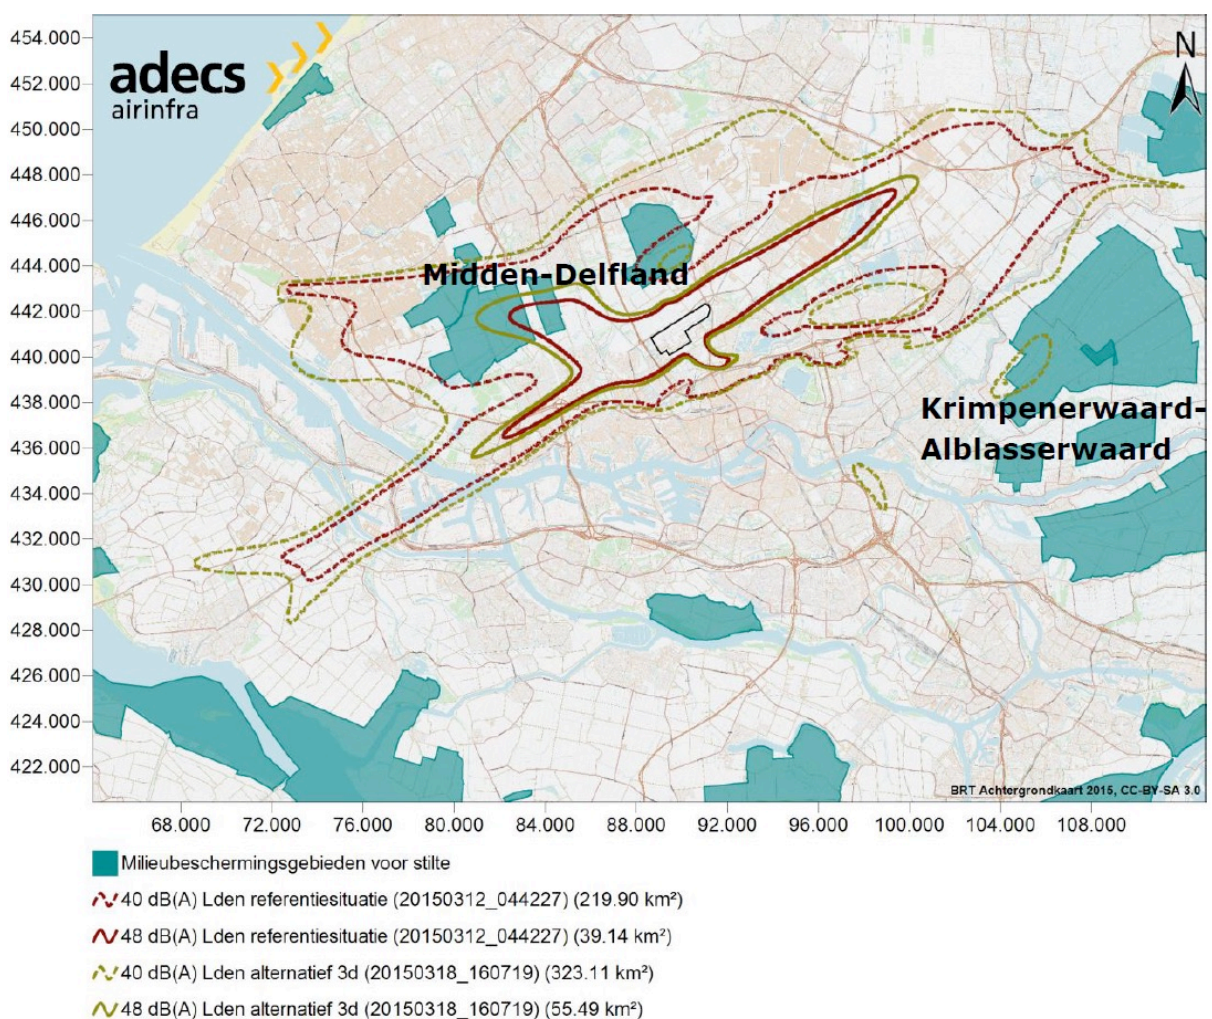 454.000
452.000
450.000
448.000
446.000
444.000
442.000
440.000
438.000
436.000
434.000
432.000
430.000
428.000
426.000
424.000
422.000
adecs
airinfra
N
Midden-Delfland
Krimpenerwaard-
Alblasserwaard
BRT Achtergrondkaart 2015, CC-BY-SA 3.0
68.000 72.000 76.000 80.000 84.000 88.000 92.000 96.000 100.000 104.000 108.000
Milieubeschermingsgebieden voor stilte
40 dB(A) Lden referentiesituatie (20150312_044227) (219.90 km²)
48 dB(A) Lden referentiesituatie (20150312_044227) (39.14 km²)
40 dB(A) Lden alternatief 3d (20150318_160719) (323.11 km²)
48 dB(A) Lden alternatief 3d (20150318_160719) (55.49 km²)